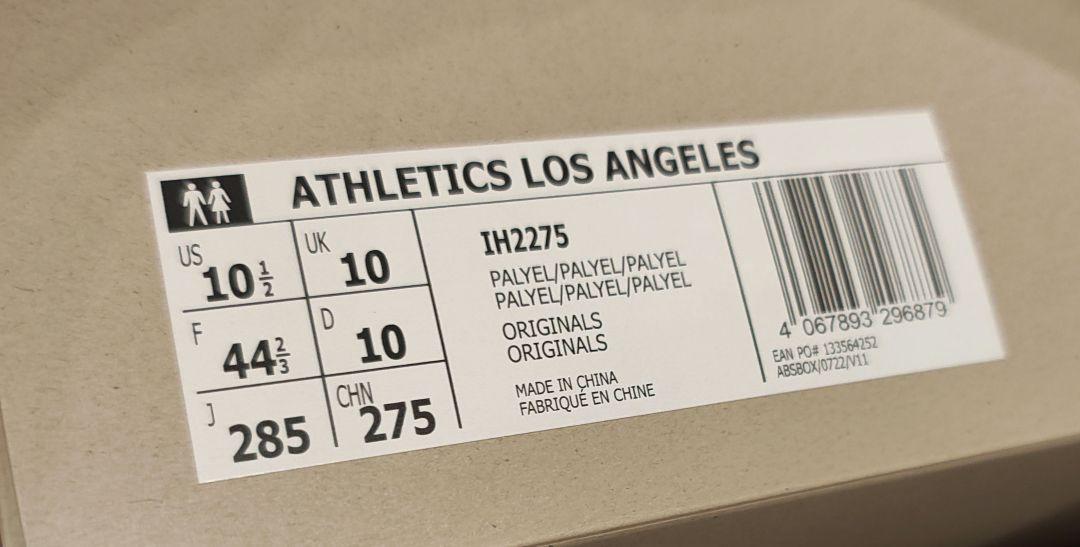 ATHLETICS LOS ANGELES
US 10 1/2
UK 10
F 44 2/3
D 10
J 285
CHN 275
IH2275
PALYEL/PALYEL/PALYEL
PALYEL/PALYEL/PALYEL
ORIGINALS
ORIGINALS
MADE IN CHINA
FABRIQUÉ EN CHINE
4 067893 296879
EAN PO# 133564252
ABSBOX/0722/V11